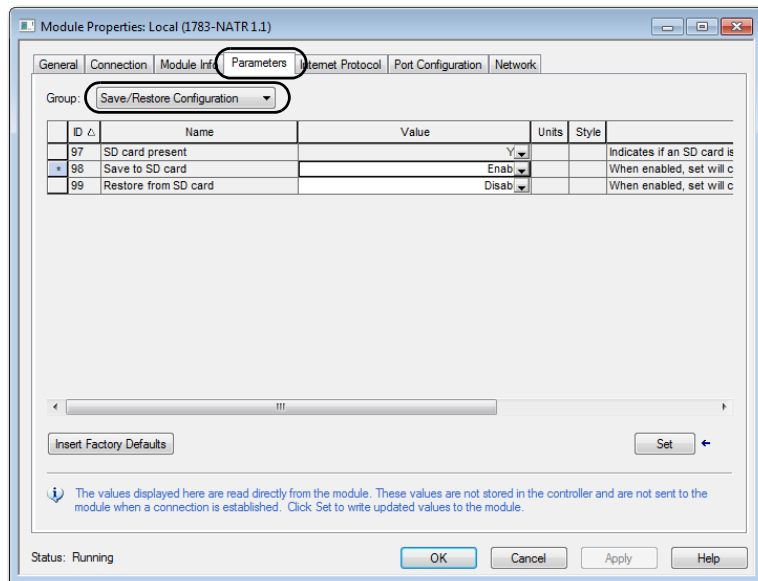 Module Properties: Local (1783-NATR 1.1)
General Connection Module Info Parameters Internet Protocol Port Configuration Network
Group: Save/Restore Configuration
ID Name Value Units Style
97 SD card present Y Indicates if an SD card is
* 98 Save to SD card Enab When enabled, set will c
99 Restore from SD card Disab When enabled, set will c
Insert Factory Defaults Set
The values displayed here are read directly from the module. These values are not stored in the controller and are not sent to the
module when a connection is established. Click Set to write updated values to the module.
Status: Running OK Cancel Apply Help